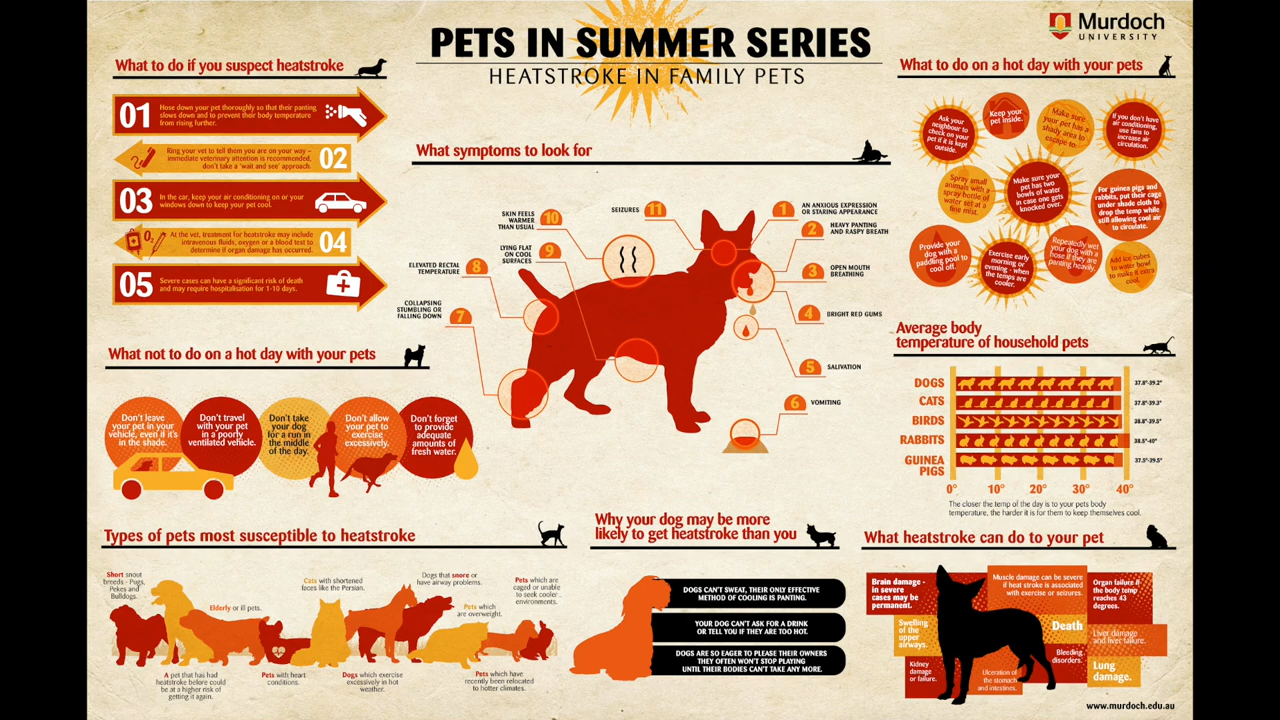 PETS IN SUMMER SERIES
HEATSTROKE IN FAMILY PETS
Murdoch
UNIVERSITY
What to do if you suspect heatstroke
01
Hose down your pet thoroughly so that their panting
slows down and to prevent their body temperature
from rising further.
Ring your vet to tell them you are on your way –
immediate veterinary attention is recommended,
don't take a 'wait and see' approach.
02
03
In the car, keep your air conditioning on or your
windows down to keep your pet cool.
O2
At the vet, treatment for heatstroke may include
intravenous fluids, oxygen or a blood test to
determine if organ damage has occurred.
04
05
Severe cases can have a significant risk of death
and may require hospitalisation for 1-10 days.
What symptoms to look for
1
AN ANXIOUS EXPRESSION
OR STARING APPEARANCE
2
HEAVY PANTING
AND RASPY BREATH
3
OPEN MOUTH
BREATHING
4
BRIGHT RED GUMS
5
SALIVATION
6
VOMITING
7
COLLAPSING
STUMBLING OR
FALLING DOWN
8
ELEVATED RECTAL
TEMPERATURE
9
LYING FLAT
ON COOL
SURFACES
10
SKIN FEELS
WARMER
THAN USUAL
11
SEIZURES
What to do on a hot day with your pets
Ask your
neighbour to
check on your
pet if it is kept
outside.
Keep your
pet inside.
Make sure
your pet has a
shady area to
escape to.
If you don't have
air conditioning,
use fans to
increase air
circulation.
Spray small
animals with a
spray bottle of
water set at a
fine mist.
Make sure your
pet has two
bowls of water
in case one gets
knocked over.
For guinea pigs and
rabbits, put their cage
under shade cloth to
drop the temp while
still allowing cool air
to circulate.
Provide your
dog with a
paddling pool to
cool off.
Exercise early
morning or
evening - when
the temps are
cooler.
Repeatedly wet
your dog with a
hose if they are
panting heavily.
Add ice cubes
to water bowl
to make it extra
cool.
What not to do on a hot day with your pets
Don't leave
your pet in your
vehicle, even if it's
in the shade.
Don't travel
with your pet
in a poorly
ventilated vehicle.
Don't take
your dog
for a run in
the middle
of the day.
Don't allow
your pet to
exercise
excessively.
Don't forget
to provide
adequate
amounts of
fresh water.
Average body
temperature of household pets
DOGS
37.8°-39.2°
CATS
37.8°-39.3°
BIRDS
38.8°-39.5°
RABBITS
38.5°-40°
GUINEA
PIGS
37.5°-39.5°
0° 10° 20° 30° 40°
The closer the temp of the day is to your pets body
temperature, the harder it is for them to keep themselves cool.
Types of pets most susceptible to heatstroke
Short snout
breeds - Pugs,
Pekes and
Bulldogs.
Elderly or ill pets.
Cats with shortened
faces like the Persian.
Dogs that snore or
have airway problems.
Pets which
are overweight.
Pets which are
caged or unable
to seek cooler
environments.
A pet that has had
heatstroke before could
be at a higher risk of
getting it again.
Pets with heart
conditions.
Dogs which exercise
excessively in hot
weather.
Pets which have
recently been relocated
to hotter climates.
Why your dog may be more
likely to get heatstroke than you
DOGS CAN'T SWEAT, THEIR ONLY EFFECTIVE
METHOD OF COOLING IS PANTING.
YOUR DOG CAN'T ASK FOR A DRINK
OR TELL YOU IF THEY ARE TOO HOT.
DOGS ARE SO EAGER TO PLEASE THEIR OWNERS
THEY OFTEN WON'T STOP PLAYING
UNTIL THEIR BODIES CAN'T TAKE ANY MORE.
What heatstroke can do to your pet
Brain damage -
in severe
cases may be
permanent.
Muscle damage can be severe
if heat stroke is associated
with exercise or seizures.
Organ failure if
the body temp
reaches 43
degrees.
Swelling
of the
upper
airways.
Death
Liver damage
and liver failure.
Kidney
damage
or failure.
Bleeding
disorders.
Ulceration of
the stomach
and intestines.
Lung
damage.
www.murdoch.edu.au